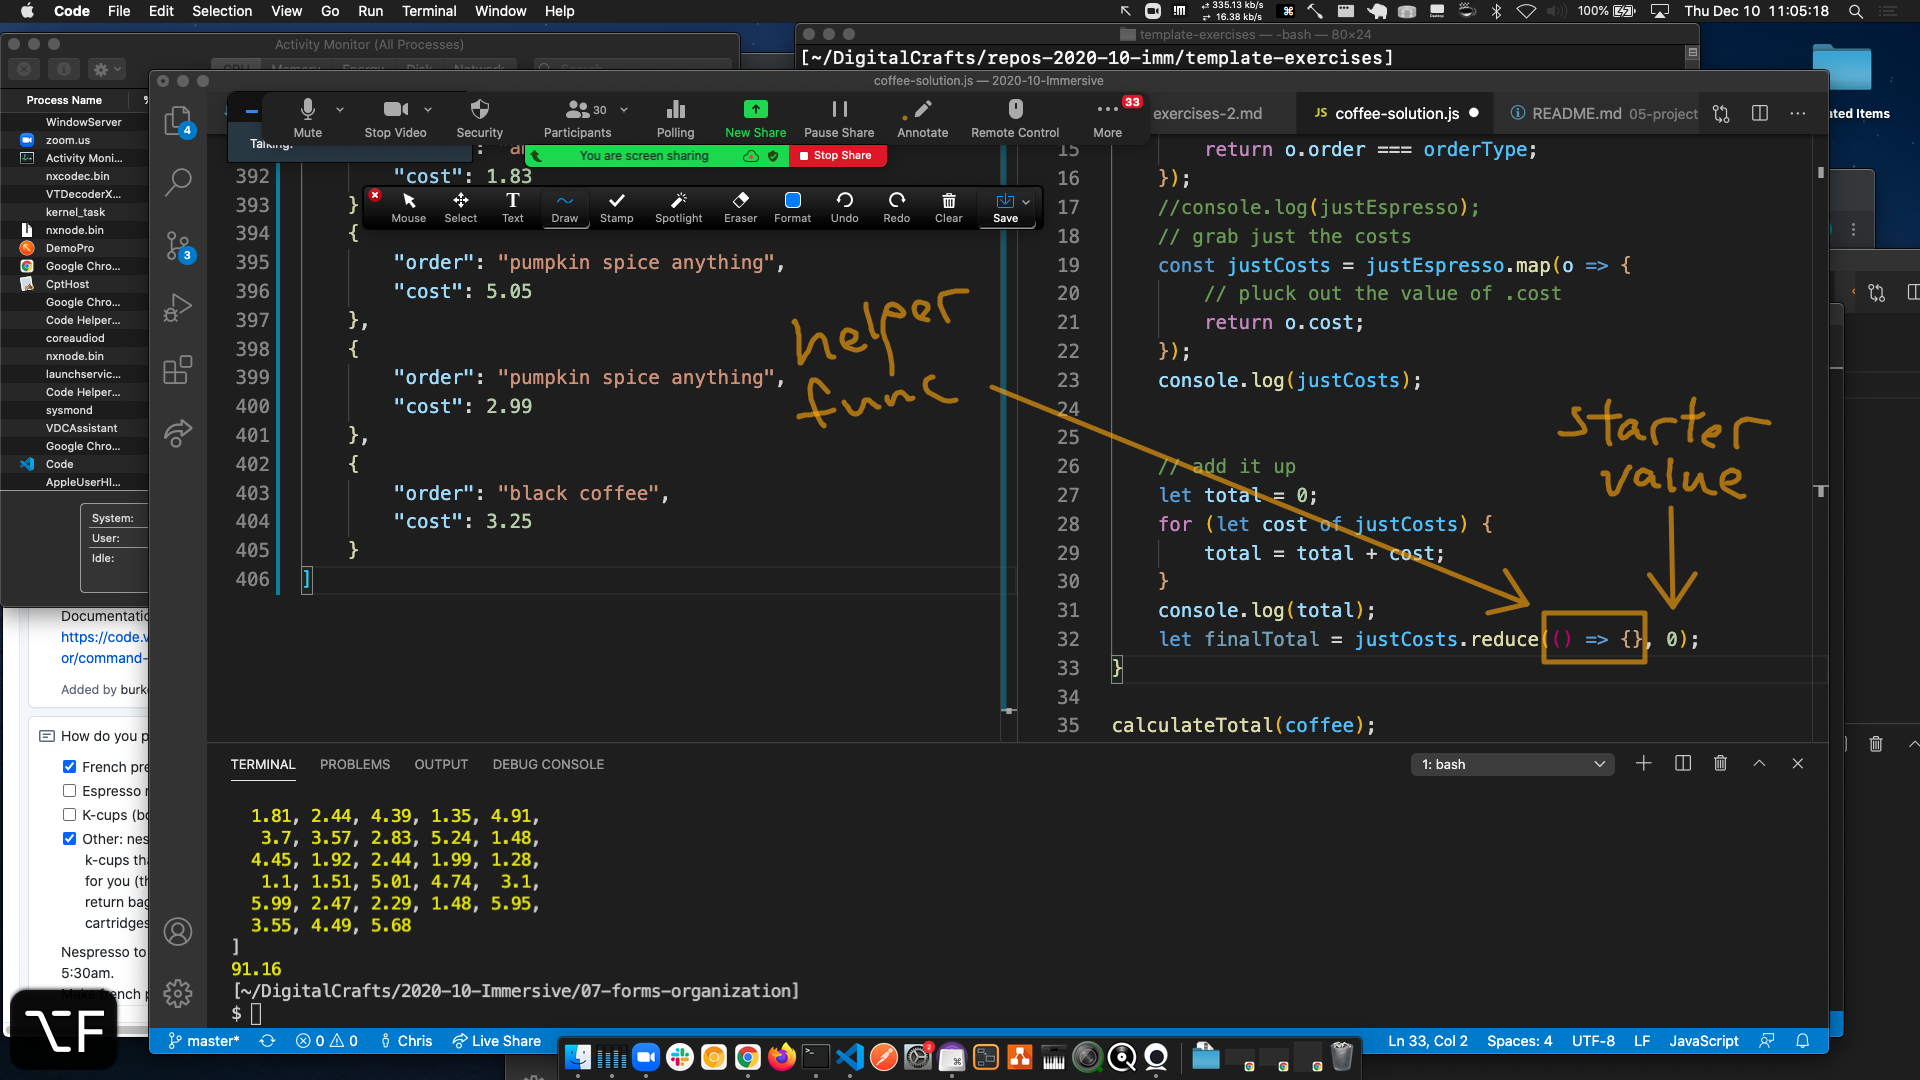 Code File Edit Selection View Go Run Terminal Window Help
335.13 kb/s
16.38 kb/s
100% Thu Dec 10 11:05:18
Activity Monitor (All Processes)
template-exercises — -bash — 80×24
[~/DigitalCrafts/repos-2020-10-imm/template-exercises]
coffee-solution.js — 2020-10-Immersive
Process Name
WindowServer
zoom.us
Activity Moni...
nxcodec.bin
VTDecoderX...
kernel_task
nxnode.bin
DemoPro
Google Chro...
CptHost
Google Chro...
Code Helper...
coreaudiod
nxnode.bin
launchservic...
Code Helper...
sysmond
VDCAssistant
Google Chro...
Code
AppleUserHI...
System:
User:
Idle:
Mute
Stop Video
Security
Participants 30
Polling
New Share
Pause Share
Annotate
Remote Control
More 33
Talking:
You are screen sharing
Stop Share
Mouse Select Text Draw Stamp Spotlight Eraser Format Undo Redo Clear Save
exercises-2.md
JS coffee-solution.js
README.md 05-project
ated Items
4
3
392 "cost": 1.83
393 }
394 {
395 "order": "pumpkin spice anything",
396 "cost": 5.05
397 },
398 {
399 "order": "pumpkin spice anything",
400 "cost": 2.99
401 },
402 {
403 "order": "black coffee",
404 "cost": 3.25
405 }
406 ]
helper
func
15 return o.order === orderType;
16 });
17 //console.log(justEspresso);
18 // grab just the costs
19 const justCosts = justEspresso.map(o => {
20 // pluck out the value of .cost
21 return o.cost;
22 });
23 console.log(justCosts);
24
25
26 // add it up
27 let total = 0;
28 for (let cost of justCosts) {
29 total = total + cost;
30 }
31 console.log(total);
32 let finalTotal = justCosts.reduce(() => {}, 0);
33 }
34
35 calculateTotal(coffee);
starter
value
Documentatio
https://code.v
or/command-
Added by burke
How do you p
French pre
Espresso m
K-cups (bo
Other: nes
k-cups tha
for you (th
return bag
cartridges
Nespresso to
5:30am.
TERMINAL PROBLEMS OUTPUT DEBUG CONSOLE
1: bash
1.81, 2.44, 4.39, 1.35, 4.91,
3.7, 3.57, 2.83, 5.24, 1.48,
4.45, 1.92, 2.44, 1.99, 1.28,
1.1, 1.51, 5.01, 4.74, 3.1,
5.99, 2.47, 2.29, 1.48, 5.95,
3.55, 4.49, 5.68
]
91.16
[~/DigitalCrafts/2020-10-Immersive/07-forms-organization]
$
⌥F
master* 0 0 Chris Live Share
Ln 33, Col 2 Spaces: 4 UTF-8 LF JavaScript
2